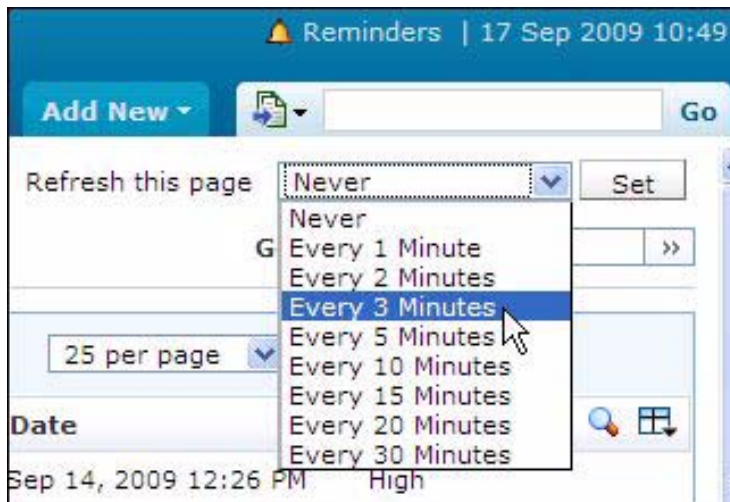 Reminders | 17 Sep 2009 10:49
Add New Go
Refresh this page Never Set
Never
Every 1 Minute
G »
Every 2 Minutes
Every 3 Minutes
Every 5 Minutes
25 per page
Every 10 Minutes
Every 15 Minutes
Every 20 Minutes
Date
Every 30 Minutes
Sep 14, 2009 12:26 PM High